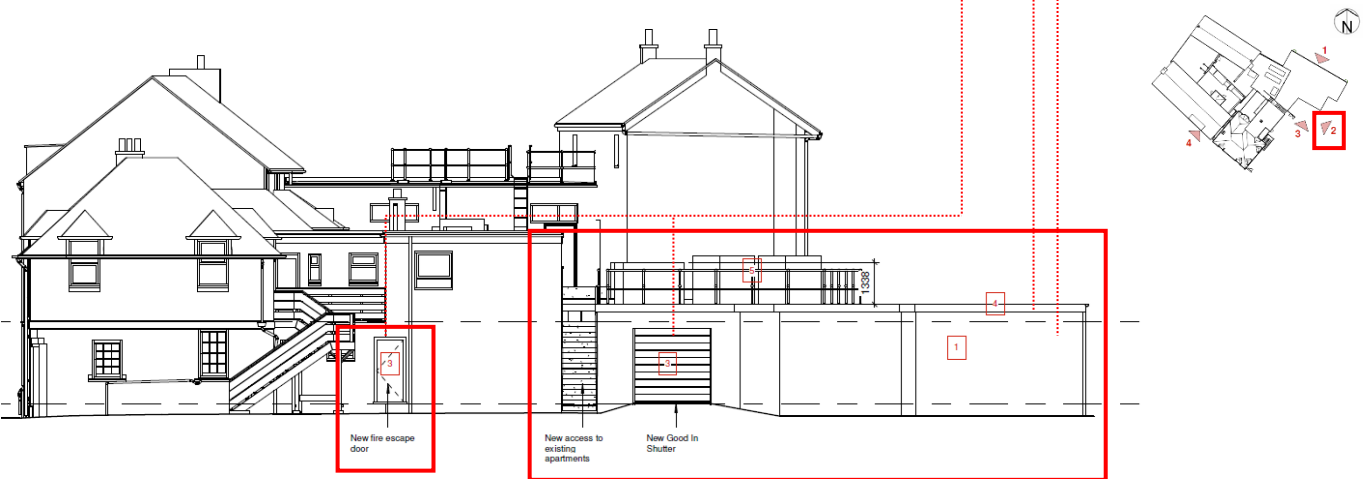 N
1
2
3
4
5
1338
4
1
3
3
New fire escape
door
New access to
existing
apartments
New Good In
Shutter